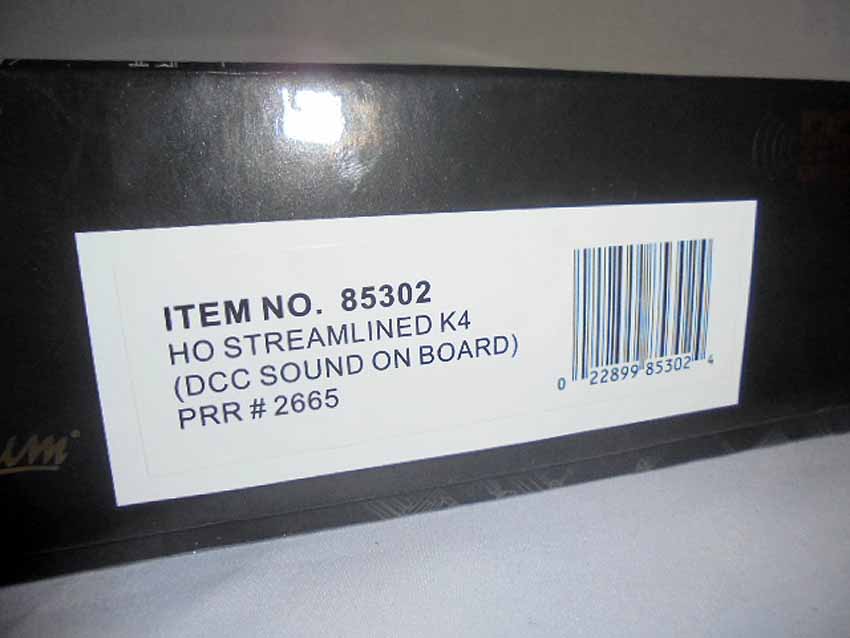 ITEM NO. 85302
HO STREAMLINED K4
(DCC SOUND ON BOARD)
PRR # 2665
0 22899 85302 4